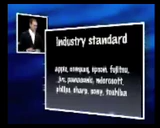 Industry standard
apple, compaq, epson, fujitsu,
jvc, panasonic, microsoft,
philips, sharp, sony, toshiba